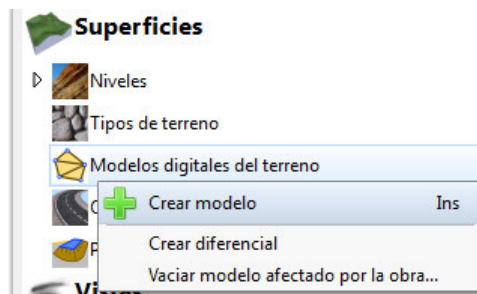 Superficies
Niveles
Tipos de terreno
Modelos digitales del terreno
Crear modelo Ins
Crear diferencial
Vaciar modelo afectado por la obra...